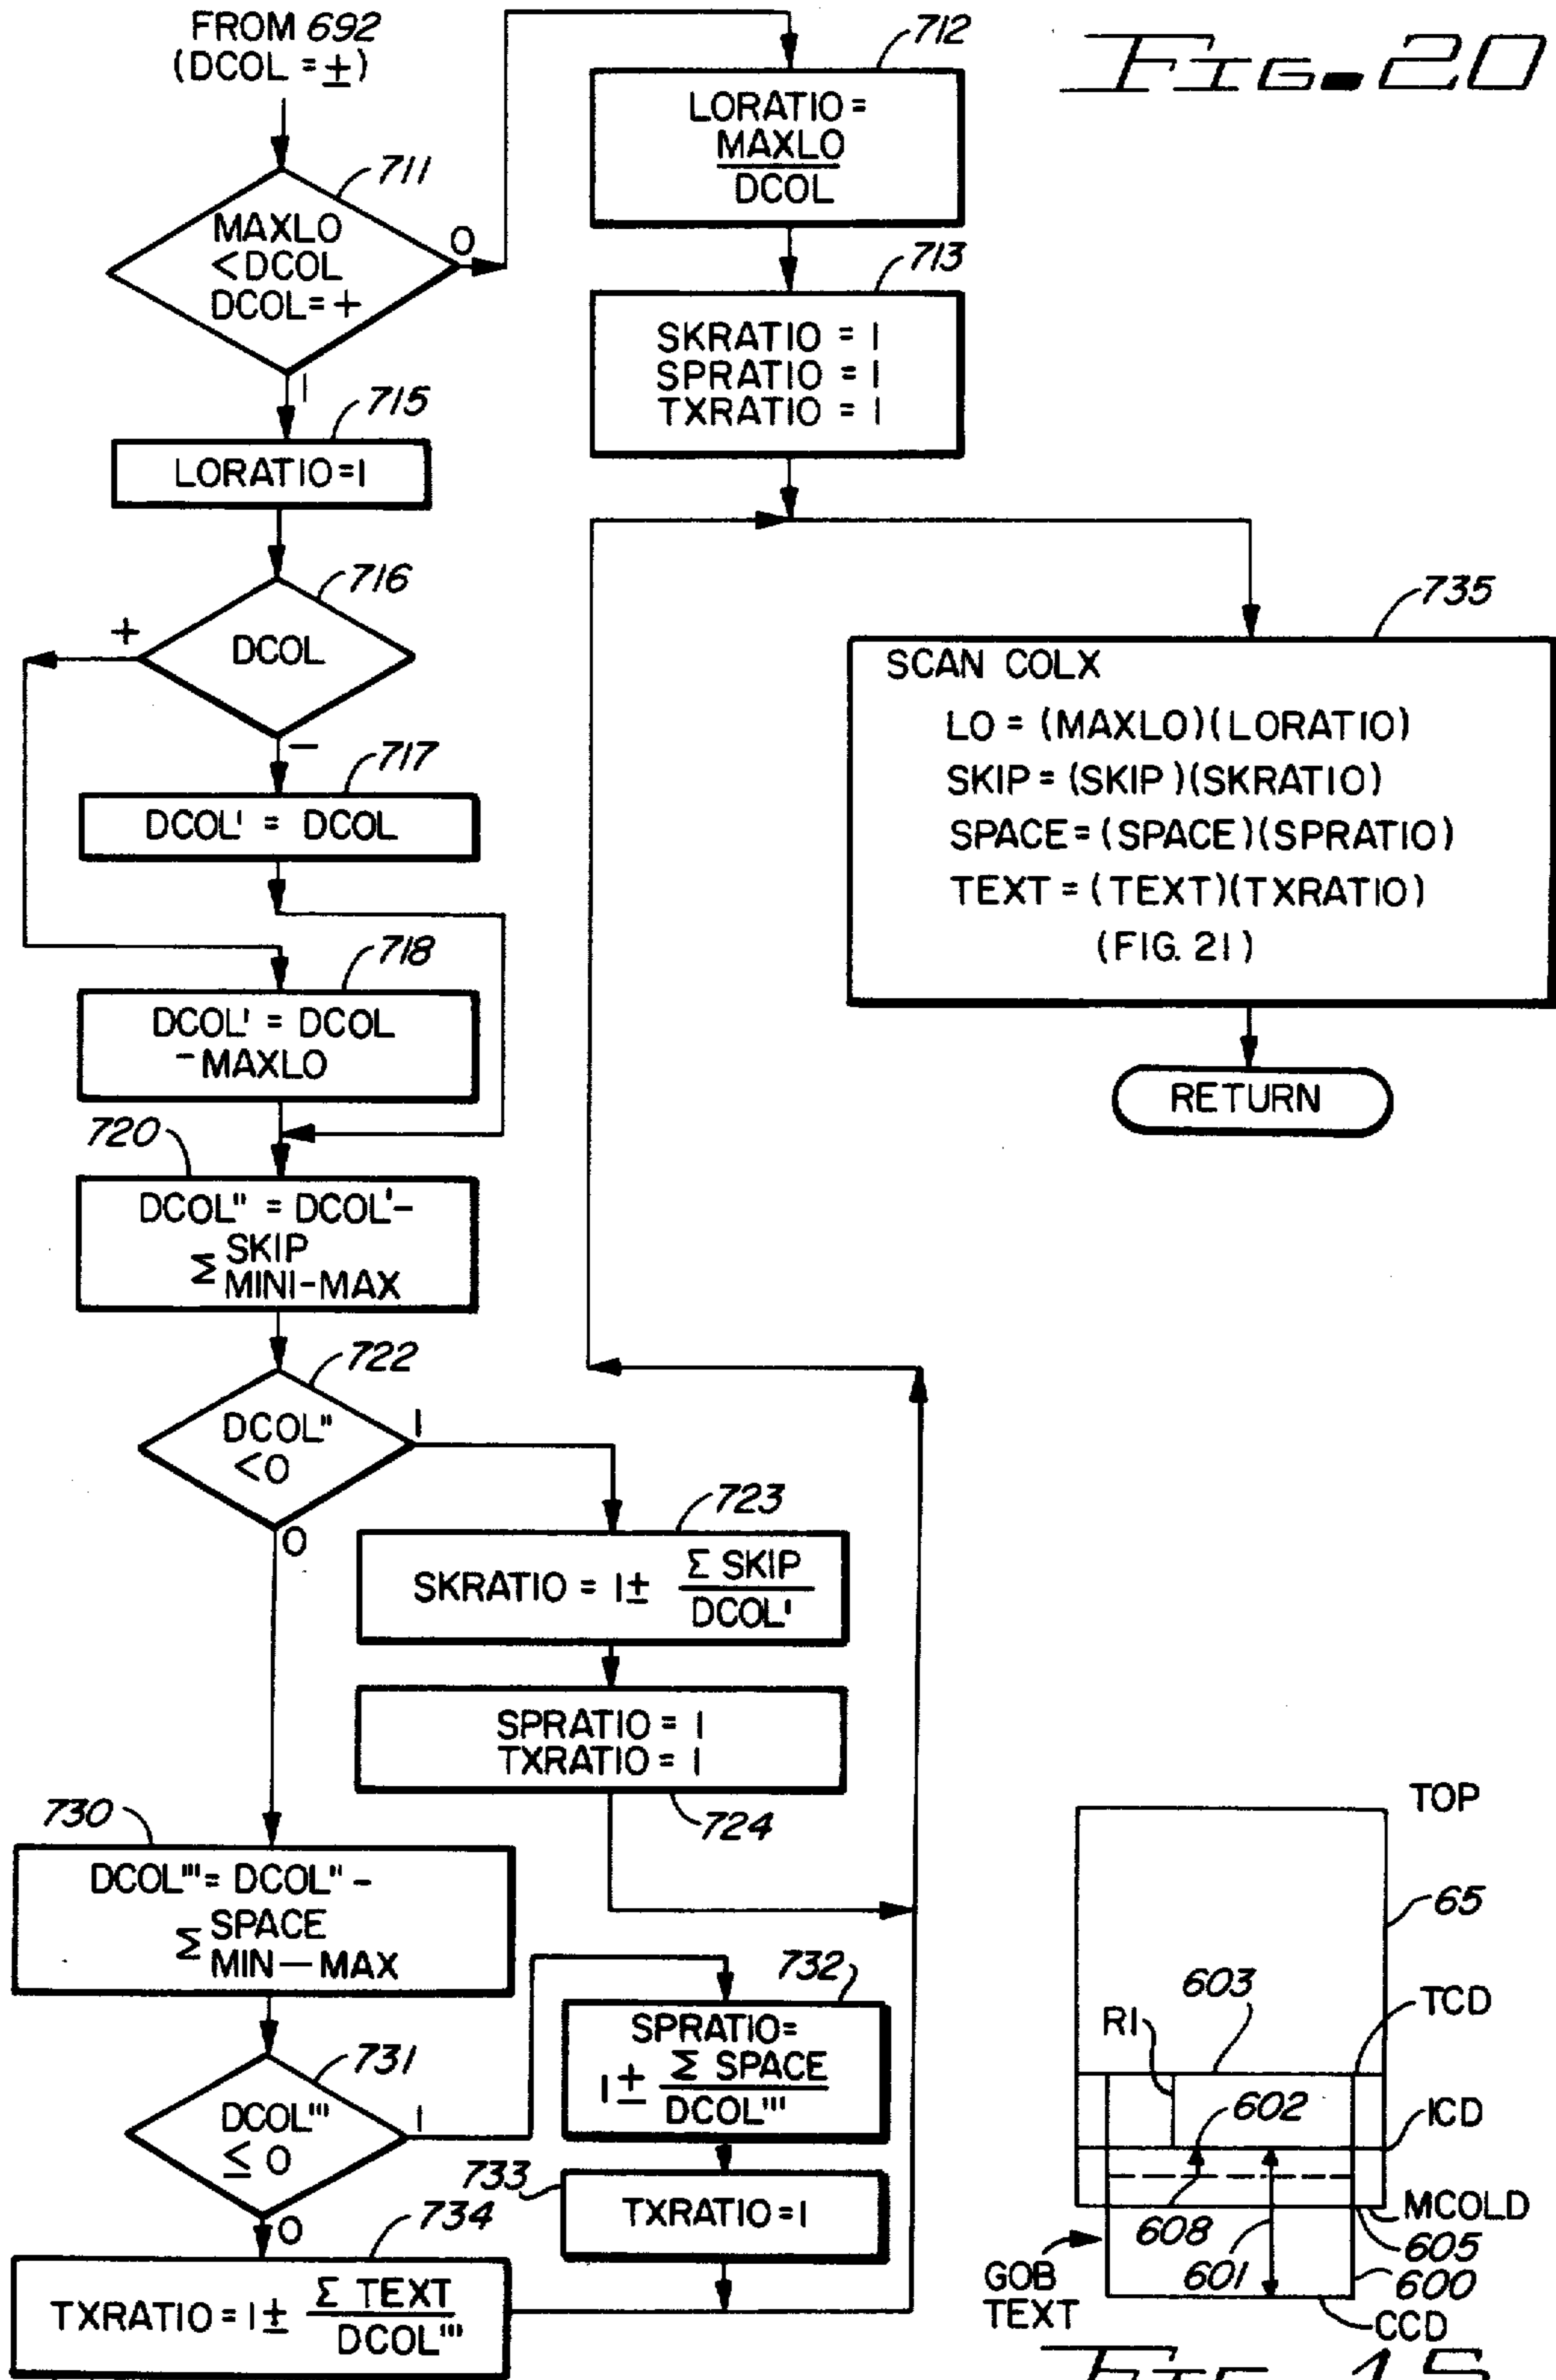 FROM 692
(DCOL = ±)
FIG. 20
711
MAXLO
<DCOL
DCOL=+
0
1
712
LORATIO =
MAXLO
DCOL
713
SKRATIO = 1
SPRATIO = 1
TXRATIO = 1
715
LORATIO=1
716
DCOL
+
-
717
DCOL' = DCOL
718
DCOL' = DCOL
-MAXLO
720
DCOL" = DCOL'-
Σ SKIP
MINI-MAX
722
DCOL"
<0
1
0
723
SKRATIO = 1± Σ SKIP
DCOL'
SPRATIO = 1
TXRATIO = 1
724
730
DCOL"' = DCOL" -
Σ SPACE
MIN-MAX
731
DCOL"'
≤ 0
1
0
732
SPRATIO=
1± Σ SPACE
DCOL"'
733
TXRATIO=1
734
TXRATIO = 1± Σ TEXT
DCOL"'
735
SCAN COLX
LO = (MAXLO)(LORATIO)
SKIP = (SKIP)(SKRATIO)
SPACE = (SPACE)(SPRATIO)
TEXT = (TEXT)(TXRATIO)
(FIG. 21)
RETURN
TOP
65
603
TCD
R1
602
ICD
MCOLD
608
605
601
600
GOB
TEXT
CCD
FIG. 15